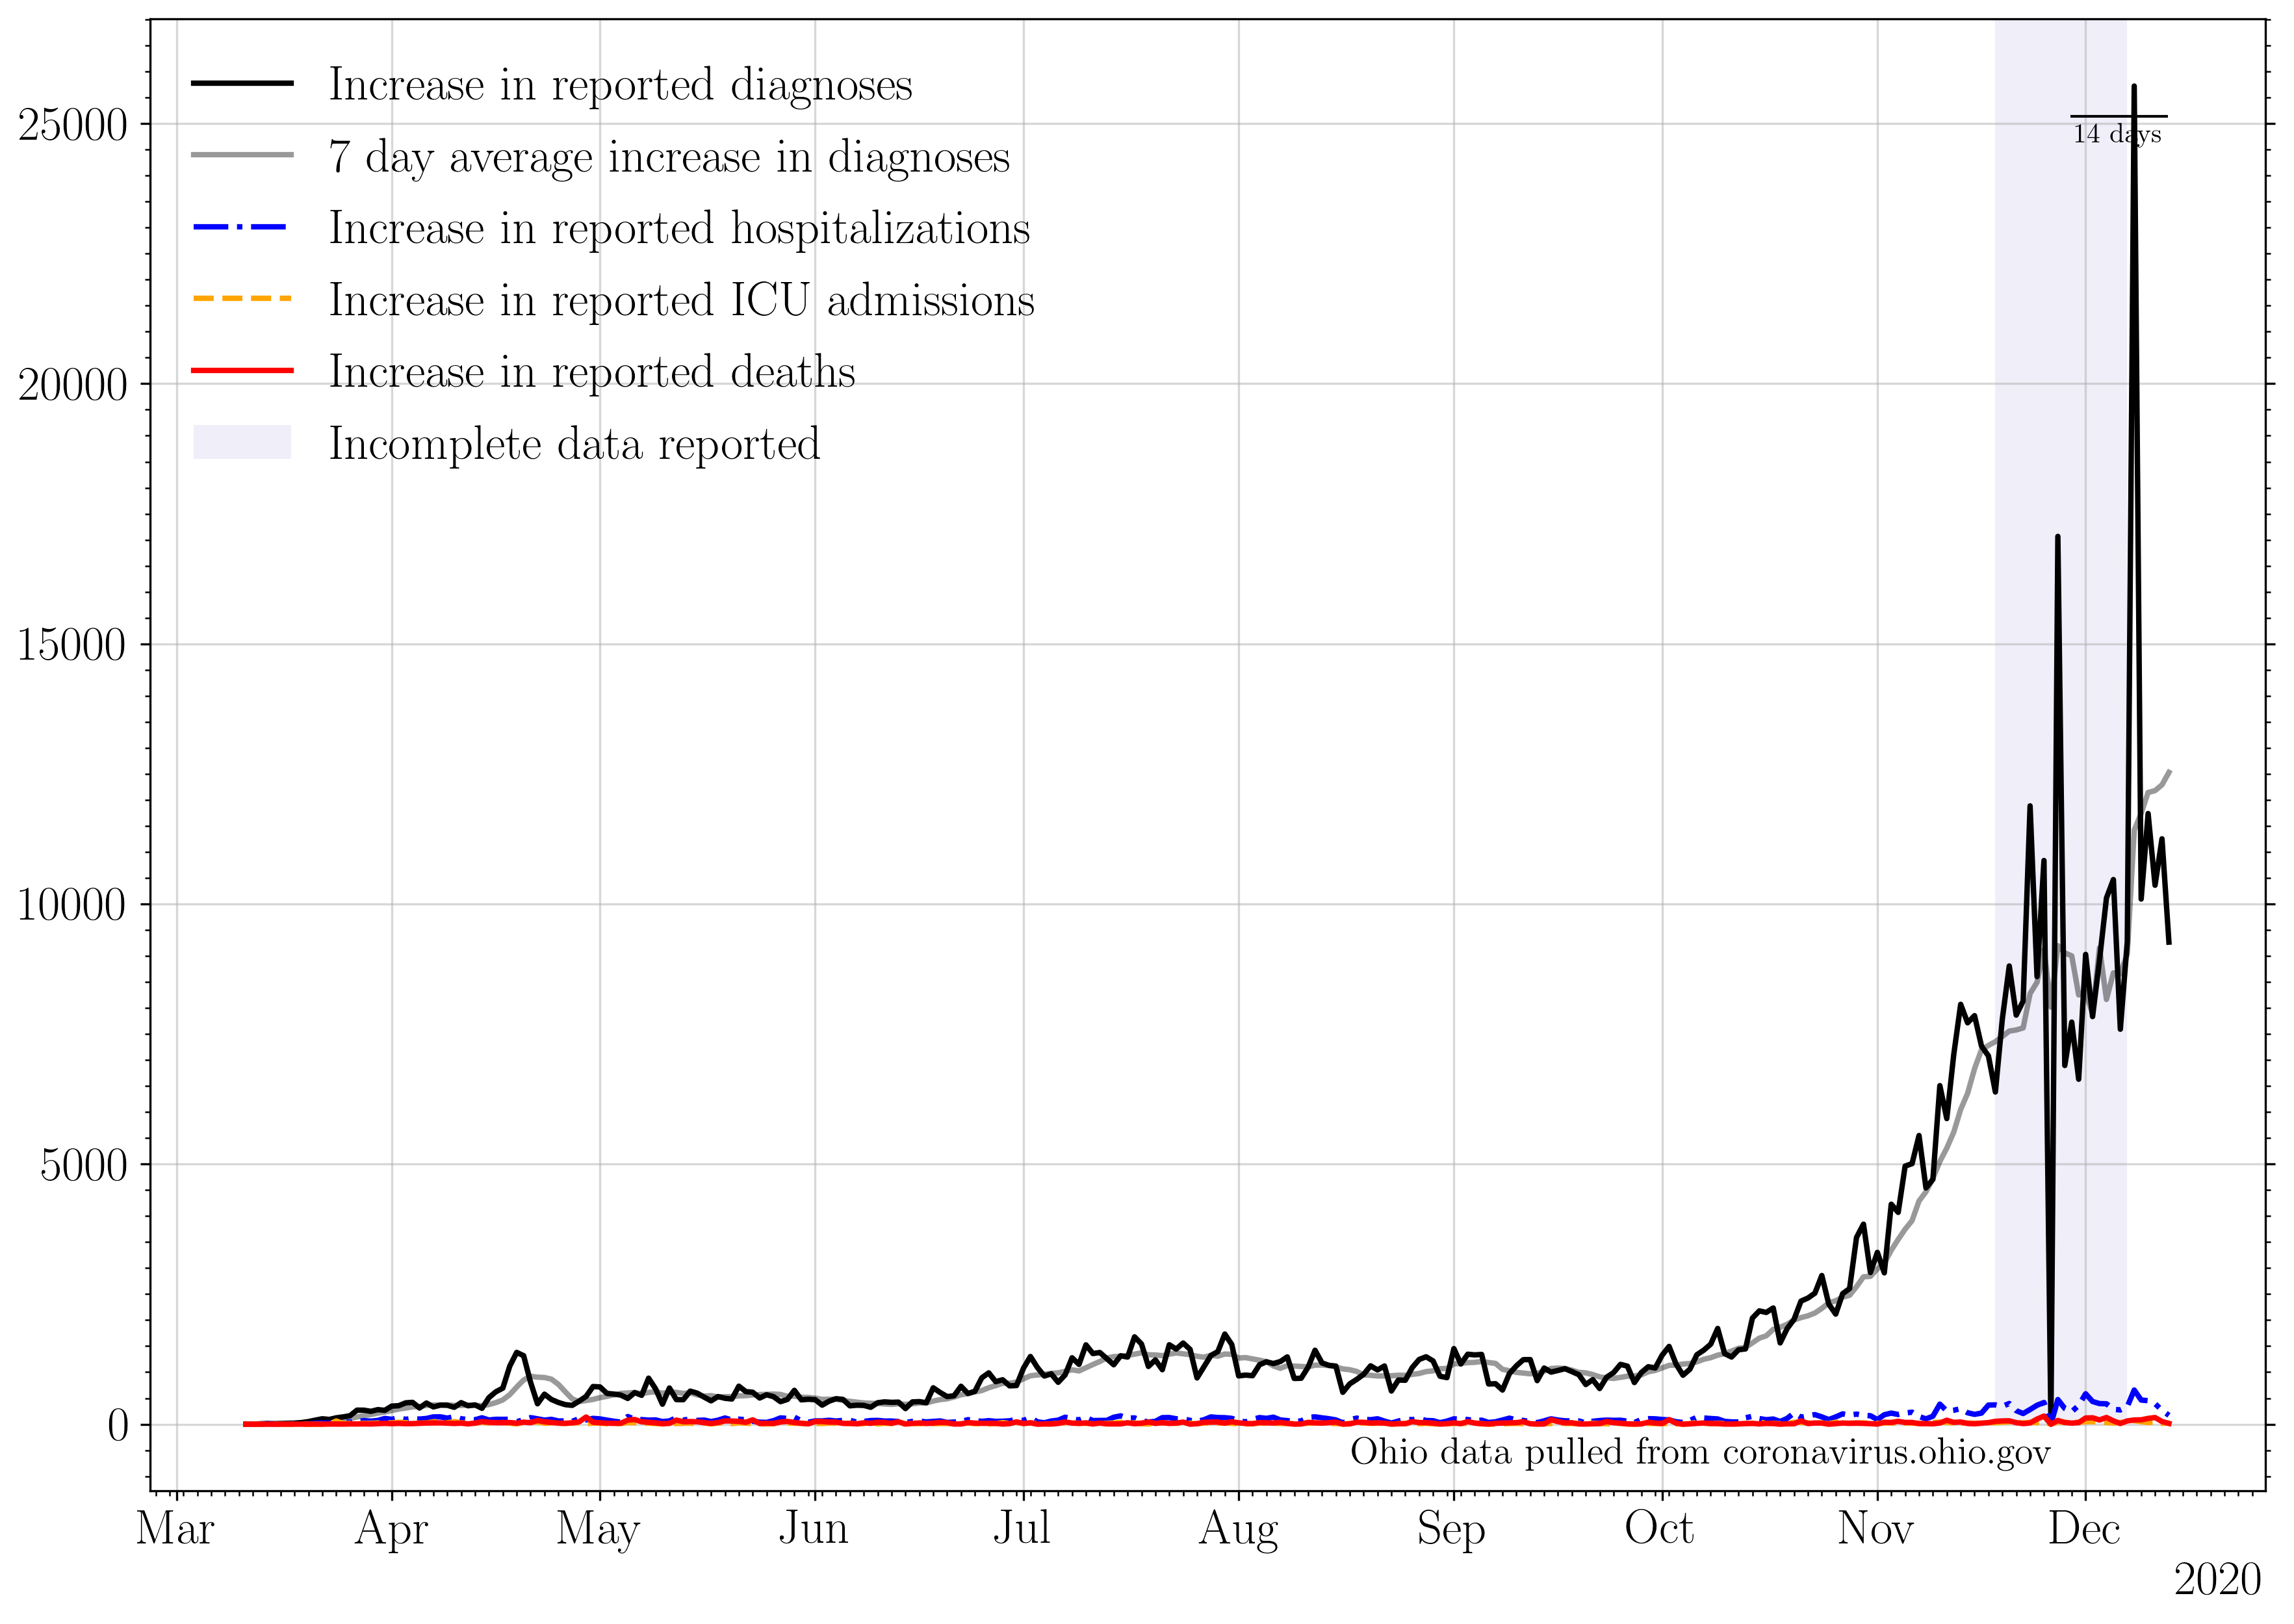 Increase in reported diagnoses
7 day average increase in diagnoses
Increase in reported hospitalizations
Increase in reported ICU admissions
Increase in reported deaths
Incomplete data reported
14 days
25000
20000
15000
10000
5000
0
Ohio data pulled from coronavirus.ohio.gov
Mar Apr May Jun Jul Aug Sep Oct Nov Dec
2020